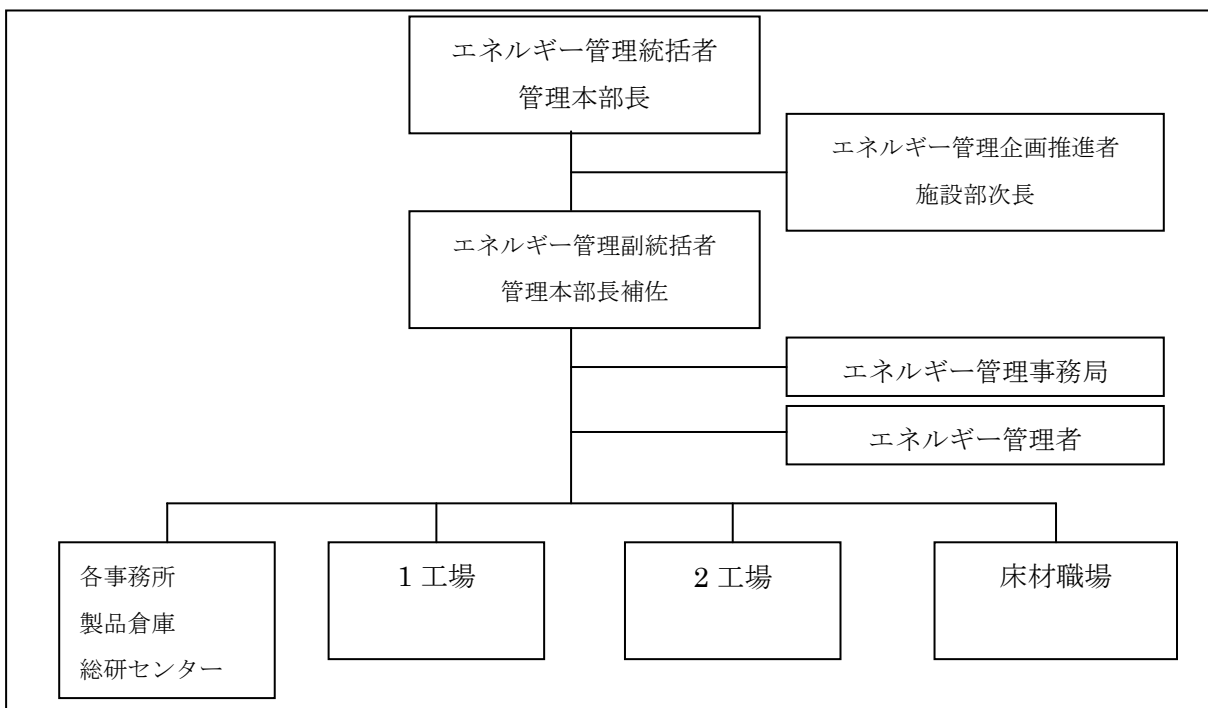 エネルギー管理統括者
管理本部長
エネルギー管理企画推進者
施設部次長
エネルギー管理副統括者
管理本部長補佐
エネルギー管理事務局
エネルギー管理者
各事務所
製品倉庫
総研センター
1工場
2工場
床材職場